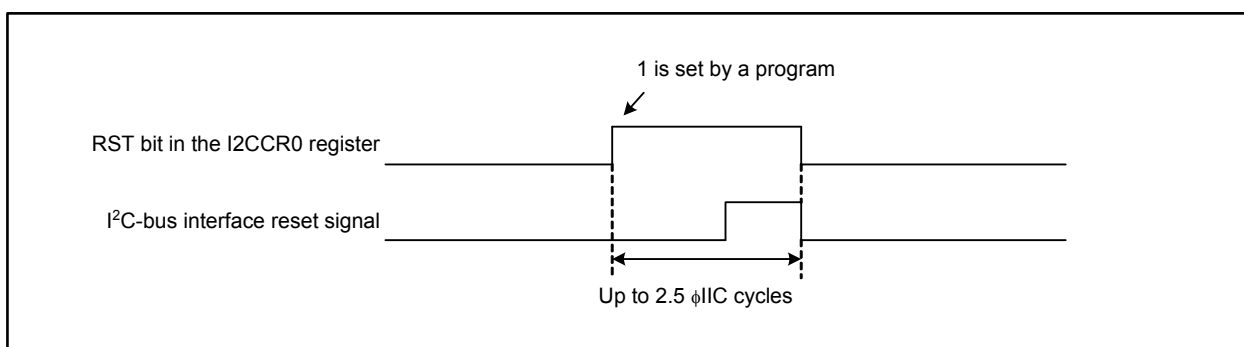 1 is set by a program
RST bit in the I2CCR0 register
I²C-bus interface reset signal
Up to 2.5 ϕIIC cycles